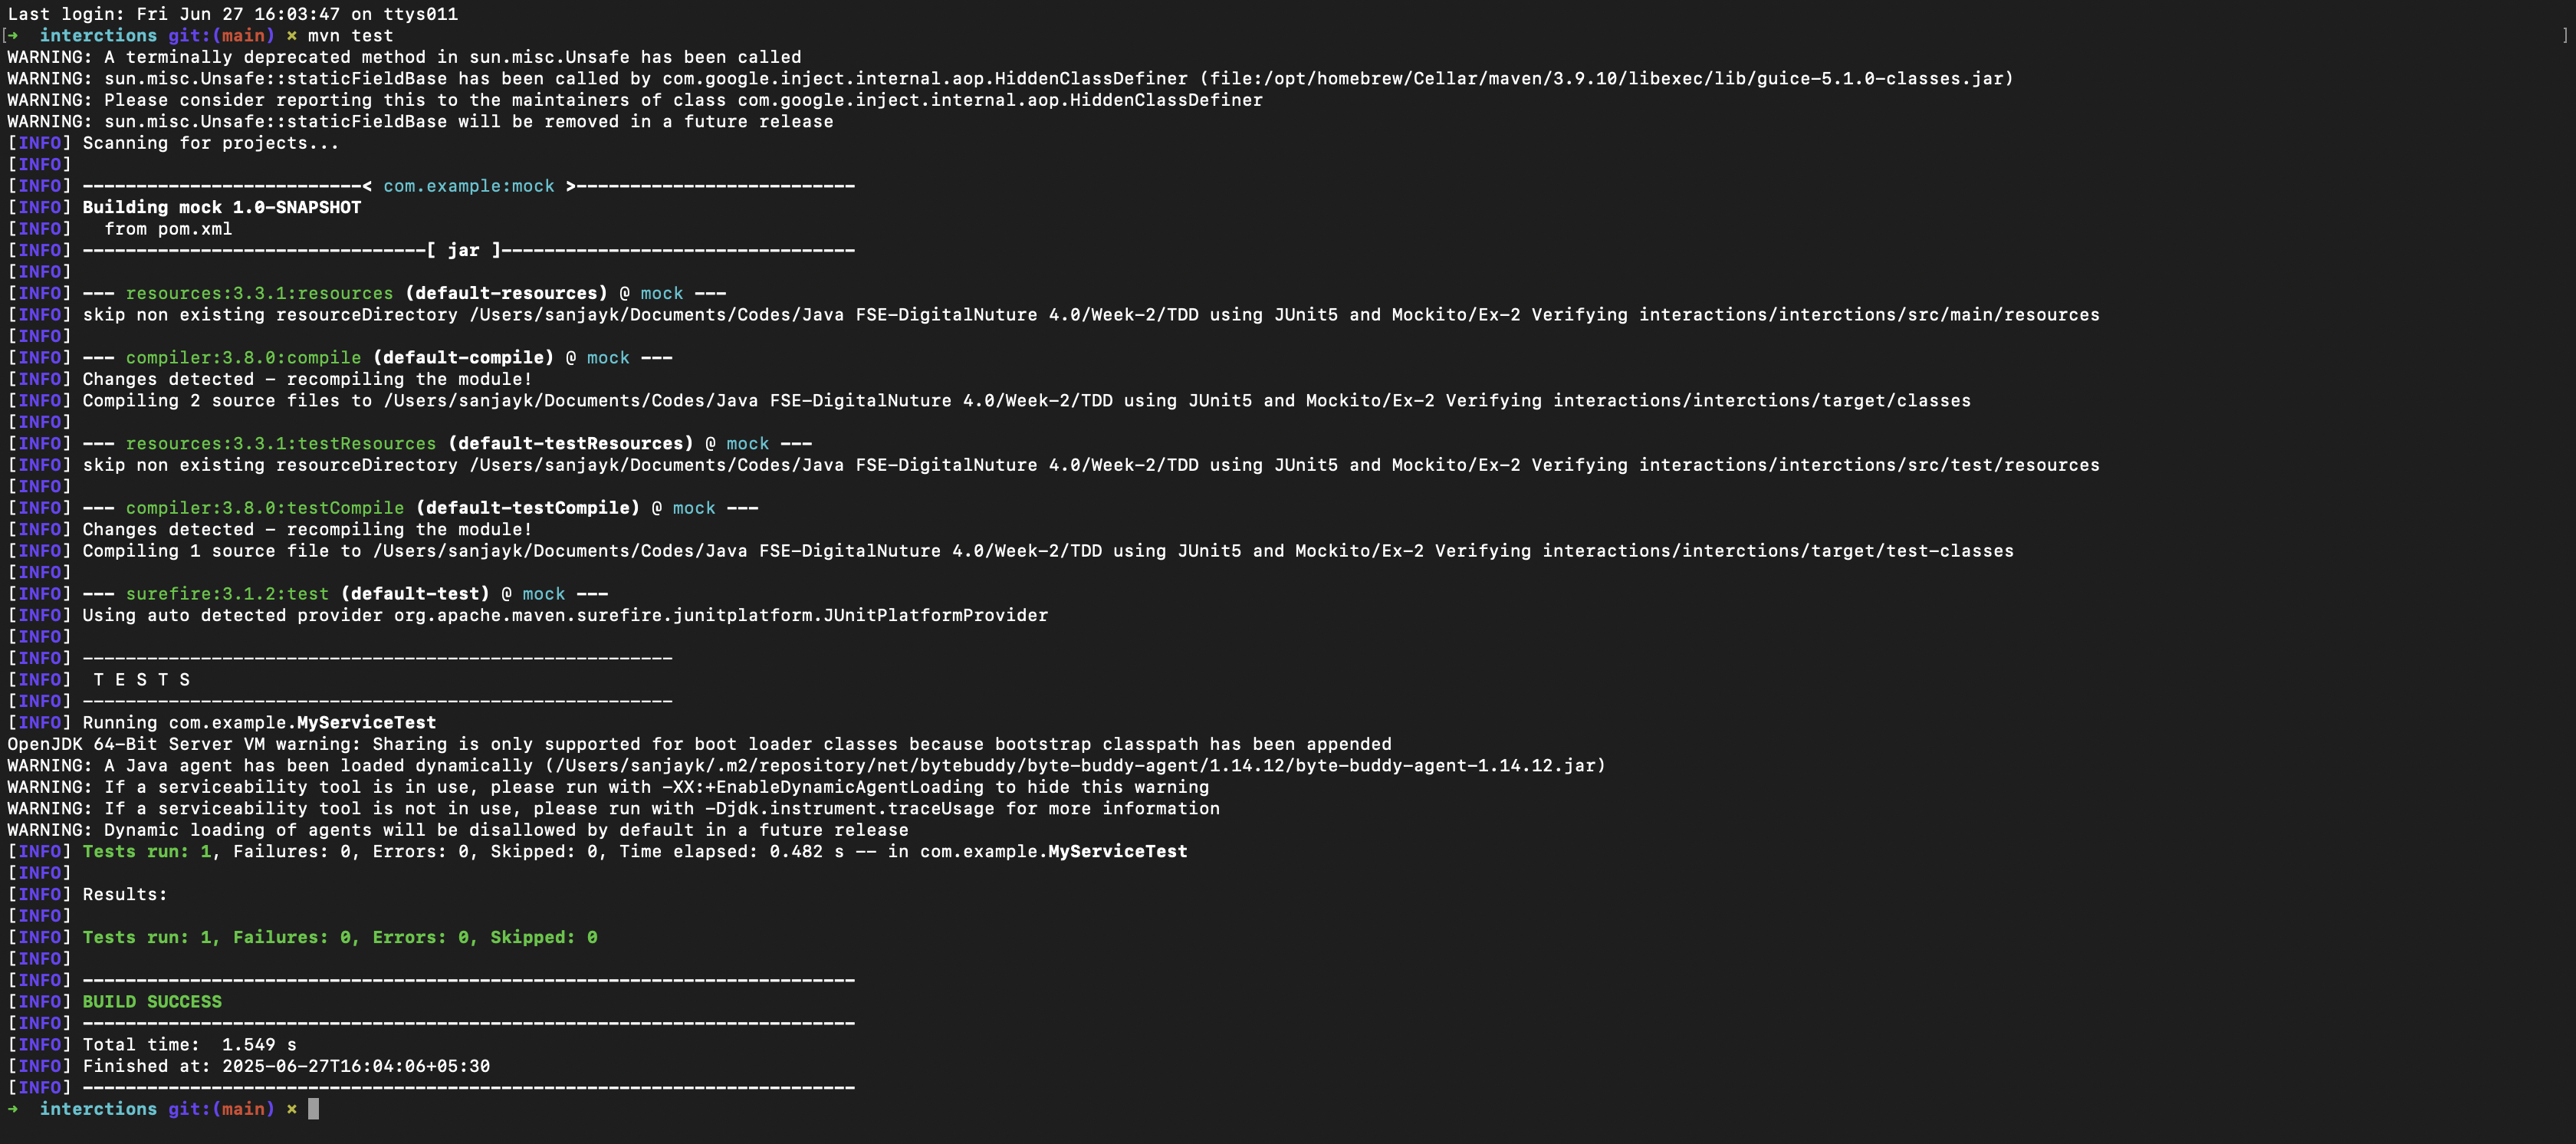 Last login: Fri Jun 27 16:03:47 on ttys011
[➜  interctions git:(main) ✗ mvn test ]
WARNING: A terminally deprecated method in sun.misc.Unsafe has been called
WARNING: sun.misc.Unsafe::staticFieldBase has been called by com.google.inject.internal.aop.HiddenClassDefiner (file:/opt/homebrew/Cellar/maven/3.9.10/libexec/lib/guice-5.1.0-classes.jar)
WARNING: Please consider reporting this to the maintainers of class com.google.inject.internal.aop.HiddenClassDefiner
WARNING: sun.misc.Unsafe::staticFieldBase will be removed in a future release
[INFO] Scanning for projects...
[INFO]
[INFO] --------------------------< com.example:mock >--------------------------
[INFO] Building mock 1.0-SNAPSHOT
[INFO]   from pom.xml
[INFO] --------------------------------[ jar ]---------------------------------
[INFO]
[INFO] --- resources:3.3.1:resources (default-resources) @ mock ---
[INFO] skip non existing resourceDirectory /Users/sanjayk/Documents/Codes/Java FSE-DigitalNuture 4.0/Week-2/TDD using JUnit5 and Mockito/Ex-2 Verifying interactions/interctions/src/main/resources
[INFO]
[INFO] --- compiler:3.8.0:compile (default-compile) @ mock ---
[INFO] Changes detected - recompiling the module!
[INFO] Compiling 2 source files to /Users/sanjayk/Documents/Codes/Java FSE-DigitalNuture 4.0/Week-2/TDD using JUnit5 and Mockito/Ex-2 Verifying interactions/interctions/target/classes
[INFO]
[INFO] --- resources:3.3.1:testResources (default-testResources) @ mock ---
[INFO] skip non existing resourceDirectory /Users/sanjayk/Documents/Codes/Java FSE-DigitalNuture 4.0/Week-2/TDD using JUnit5 and Mockito/Ex-2 Verifying interactions/interctions/src/test/resources
[INFO]
[INFO] --- compiler:3.8.0:testCompile (default-testCompile) @ mock ---
[INFO] Changes detected - recompiling the module!
[INFO] Compiling 1 source file to /Users/sanjayk/Documents/Codes/Java FSE-DigitalNuture 4.0/Week-2/TDD using JUnit5 and Mockito/Ex-2 Verifying interactions/interctions/target/test-classes
[INFO]
[INFO] --- surefire:3.1.2:test (default-test) @ mock ---
[INFO] Using auto detected provider org.apache.maven.surefire.junitplatform.JUnitPlatformProvider
[INFO]
[INFO] -------------------------------------------------------
[INFO]  T E S T S
[INFO] -------------------------------------------------------
[INFO] Running com.example.MyServiceTest
OpenJDK 64-Bit Server VM warning: Sharing is only supported for boot loader classes because bootstrap classpath has been appended
WARNING: A Java agent has been loaded dynamically (/Users/sanjayk/.m2/repository/net/bytebuddy/byte-buddy-agent/1.14.12/byte-buddy-agent-1.14.12.jar)
WARNING: If a serviceability tool is in use, please run with -XX:+EnableDynamicAgentLoading to hide this warning
WARNING: If a serviceability tool is not in use, please run with -Djdk.instrument.traceUsage for more information
WARNING: Dynamic loading of agents will be disallowed by default in a future release
[INFO] Tests run: 1, Failures: 0, Errors: 0, Skipped: 0, Time elapsed: 0.482 s -- in com.example.MyServiceTest
[INFO]
[INFO] Results:
[INFO]
[INFO] Tests run: 1, Failures: 0, Errors: 0, Skipped: 0
[INFO]
[INFO] ------------------------------------------------------------------------
[INFO] BUILD SUCCESS
[INFO] ------------------------------------------------------------------------
[INFO] Total time:  1.549 s
[INFO] Finished at: 2025-06-27T16:04:06+05:30
[INFO] ------------------------------------------------------------------------
➜  interctions git:(main) ✗